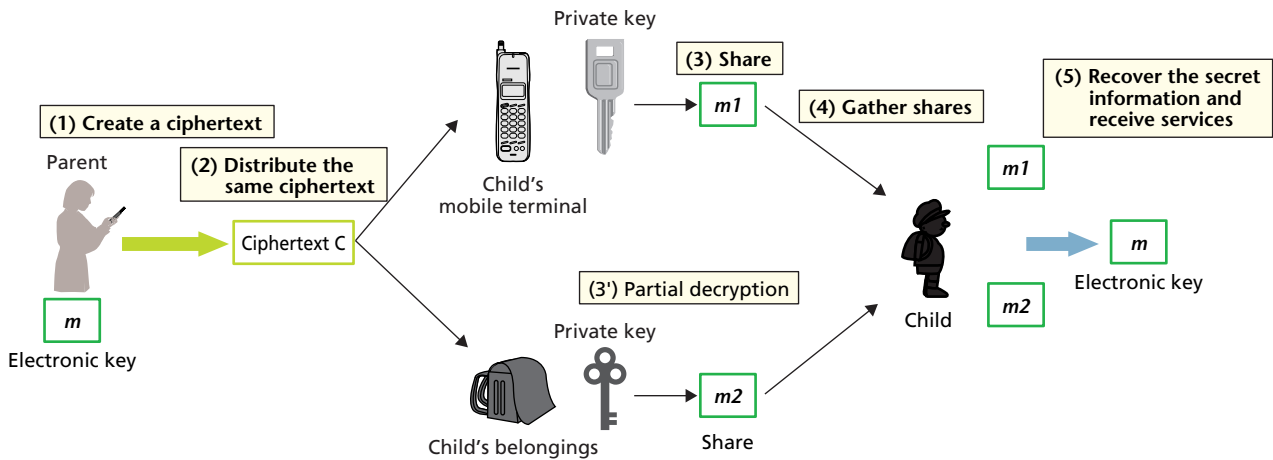 (1) Create a ciphertext
Parent
m
Electronic key
(2) Distribute the
same ciphertext
Ciphertext C
Child's
mobile terminal
Private key
(3) Share
m1
(3') Partial decryption
Private key
Child's belongings
m2
Share
(4) Gather shares
Child
(5) Recover the secret
information and
receive services
m1
m2
m
Electronic key